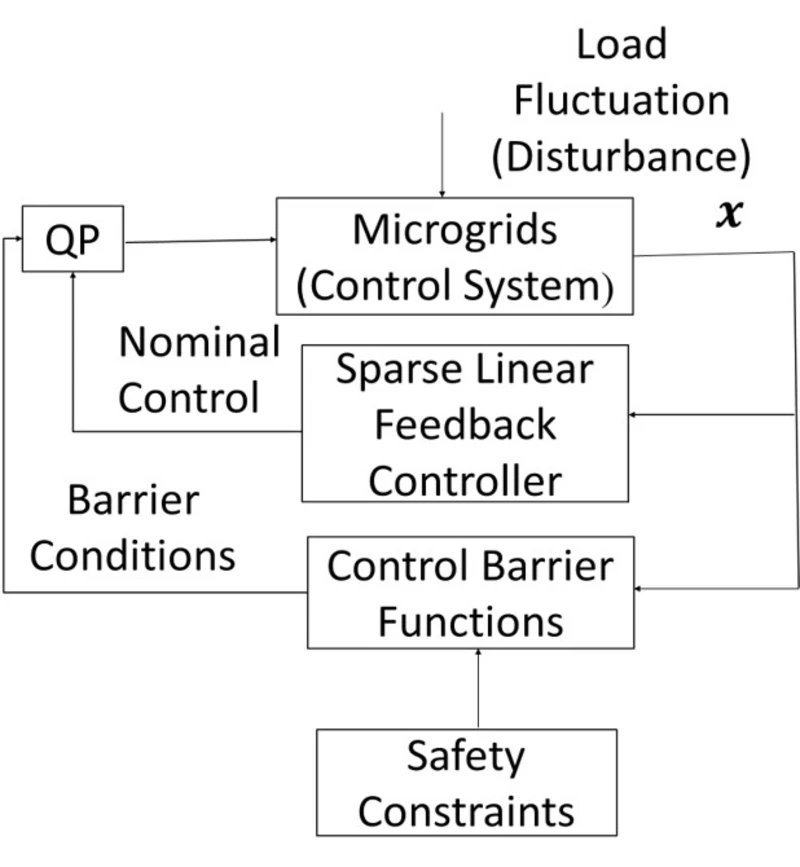 Load
Fluctuation
(Disturbance)
x
QP
Microgrids
(Control System)
Nominal
Control
Sparse Linear
Feedback
Controller
Barrier
Conditions
Control Barrier
Functions
Safety
Constraints